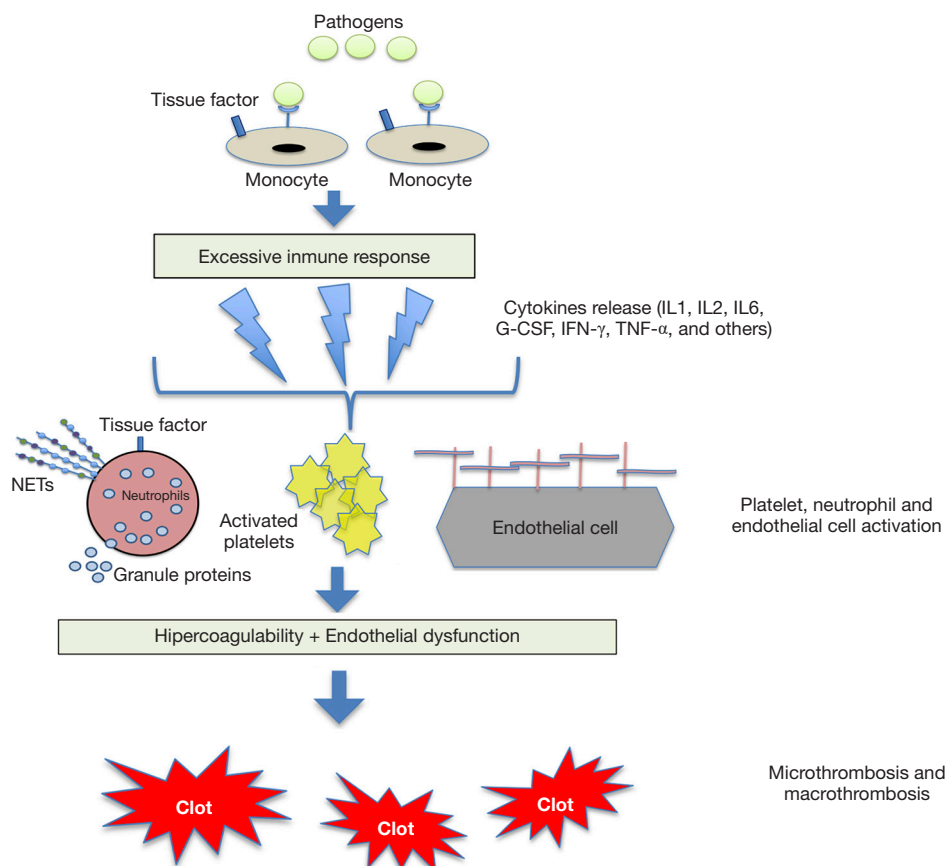 Pathogens
Tissue factor
Monocyte
Monocyte
Excessive inmune response
Cytokines release (IL1, IL2, IL6,
G-CSF, IFN-γ, TNF-α, and others)
Tissue factor
NETs
Neutrophils
Activated
platelets
Granule proteins
Endothelial cell
Platelet, neutrophil and
endothelial cell activation
Hipercoagulability + Endothelial dysfunction
Clot
Clot
Clot
Microthrombosis and
macrothrombosis